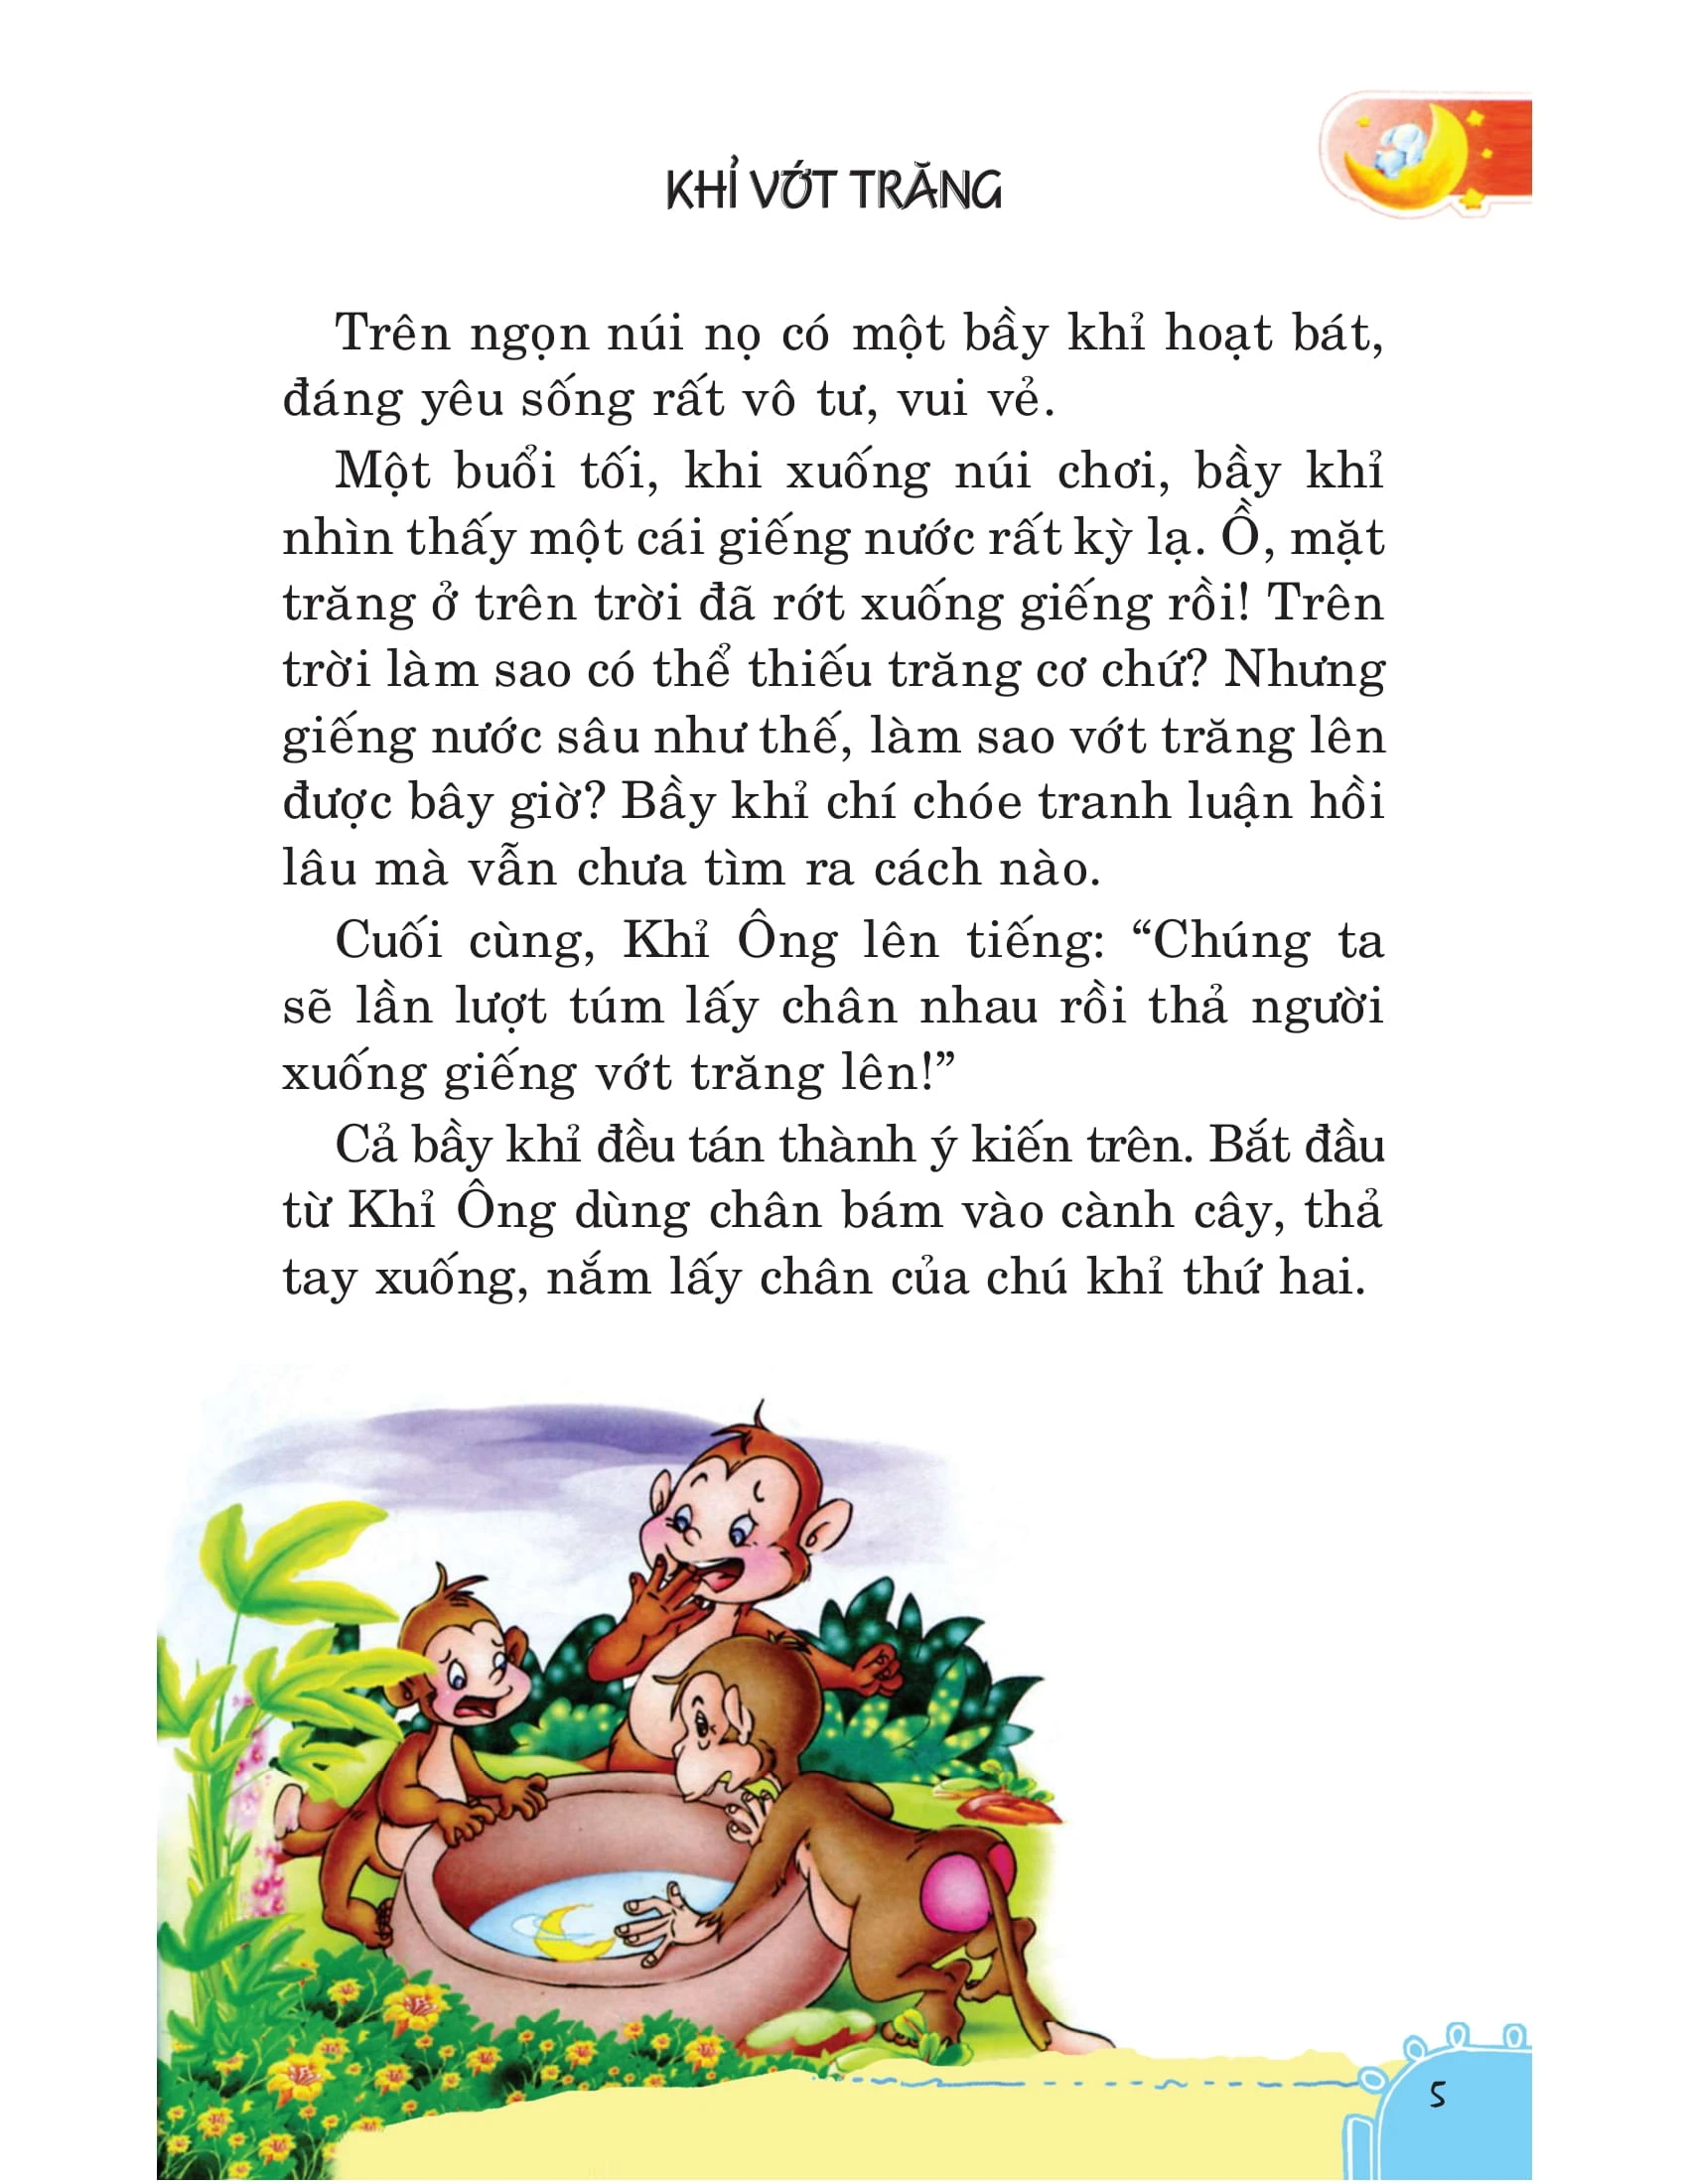 KHỈ VỚT TRĂNG
Trên ngọn núi nọ có một bầy khỉ hoạt bát,
đáng yêu sống rất vô tư, vui vẻ.
Một buổi tối, khi xuống núi chơi, bầy khỉ
nhìn thấy một cái giếng nước rất kỳ lạ. Ồ, mặt
trăng ở trên trời đã rớt xuống giếng rồi! Trên
trời làm sao có thể thiếu trăng cơ chứ? Nhưng
giếng nước sâu như thế, làm sao vớt trăng lên
được bây giờ? Bầy khỉ chí chóe tranh luận hồi
lâu mà vẫn chưa tìm ra cách nào.
Cuối cùng, Khỉ Ông lên tiếng: “Chúng ta
sẽ lần lượt túm lấy chân nhau rồi thả người
xuống giếng vớt trăng lên!”
Cả bầy khỉ đều tán thành ý kiến trên. Bắt đầu
từ Khỉ Ông dùng chân bám vào cành cây, thả
tay xuống, nắm lấy chân của chú khỉ thứ hai.
5